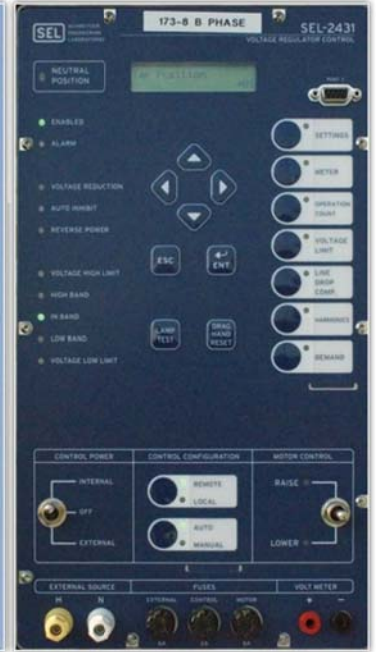 173-8 B PHASE
SEL
SCHWEITZER
ENGINEERING
LABORATORIES
SEL-2431
VOLTAGE REGULATOR CONTROL
NEUTRAL
POSITION
Tap Position
ENABLED
ALARM
VOLTAGE REDUCTION
AUTO INHIBIT
REVERSE POWER
VOLTAGE HIGH LIMIT
HIGH BAND
IN BAND
LOW BAND
VOLTAGE LOW LIMIT
ESC
ENT
LAMP
TEST
DRAG
HAND
RESET
SETTINGS
METER
OPERATION
COUNT
VOLTAGE
LIMIT
LINE
DROP
COMP.
HARMONICS
DEMAND
CONTROL POWER
INTERNAL
OFF
EXTERNAL
CONTROL CONFIGURATION
REMOTE
LOCAL
AUTO
MANUAL
MOTOR CONTROL
RAISE
LOWER
EXTERNAL SOURCE
H
N
FUSES
EXTERNAL
CONTROL
MOTOR
VOLT METER
+
−